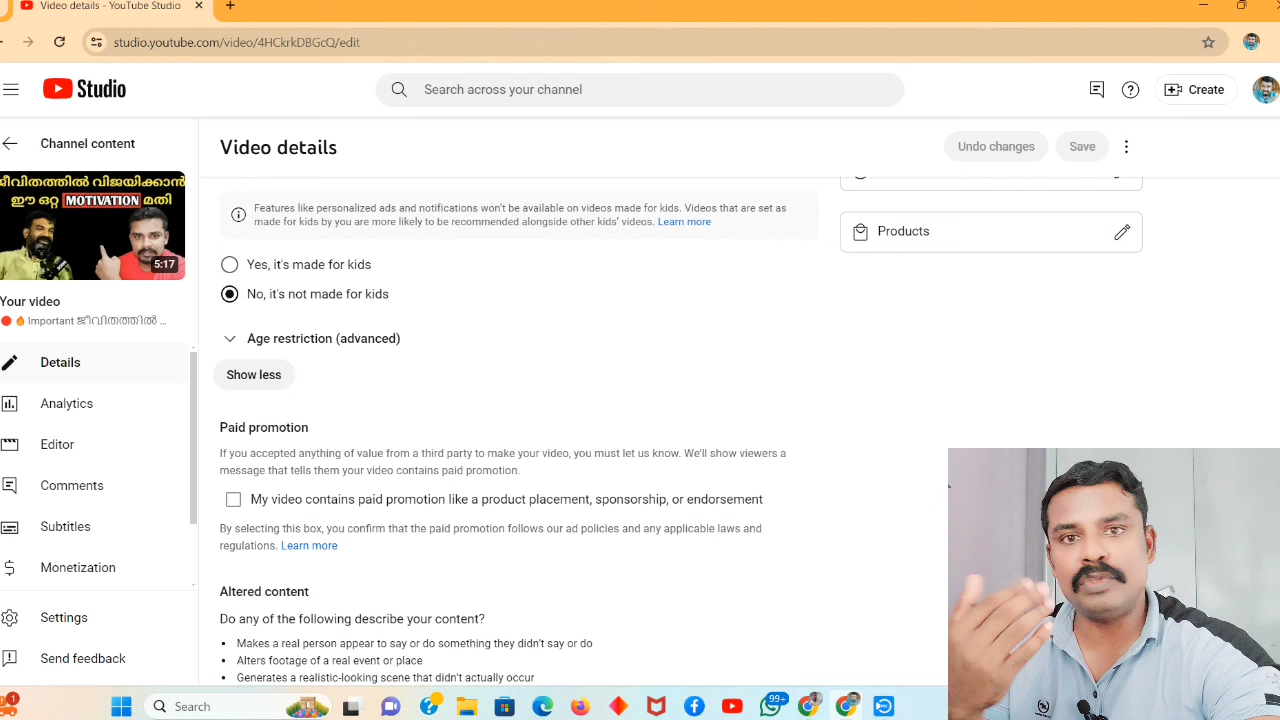 Video details - YouTube Studio
studio.youtube.com/video/4HCkrkDBGcQ/edit
Studio
Search across your channel
Create
Channel content
Video details
Undo changes
Save
ജീവിതത്തിൽ വിജയിക്കാൻ
ഈ ഒറ്റ MOTIVATION മതി
5:17
Your video
Important ജീവിതത്തിൽ ...
Details
Analytics
Editor
Comments
Subtitles
Monetization
Settings
Send feedback
Features like personalized ads and notifications won't be available on videos made for kids. Videos that are set as
made for kids by you are more likely to be recommended alongside other kids' videos. Learn more
Yes, it's made for kids
No, it's not made for kids
Age restriction (advanced)
Show less
Paid promotion
If you accepted anything of value from a third party to make your video, you must let us know. We'll show viewers a
message that tells them your video contains paid promotion.
My video contains paid promotion like a product placement, sponsorship, or endorsement
By selecting this box, you confirm that the paid promotion follows our ad policies and any applicable laws and
regulations. Learn more
Altered content
Do any of the following describe your content?
• Makes a real person appear to say or do something they didn't say or do
• Alters footage of a real event or place
• Generates a realistic-looking scene that didn't actually occur
Products
1
Search
99+